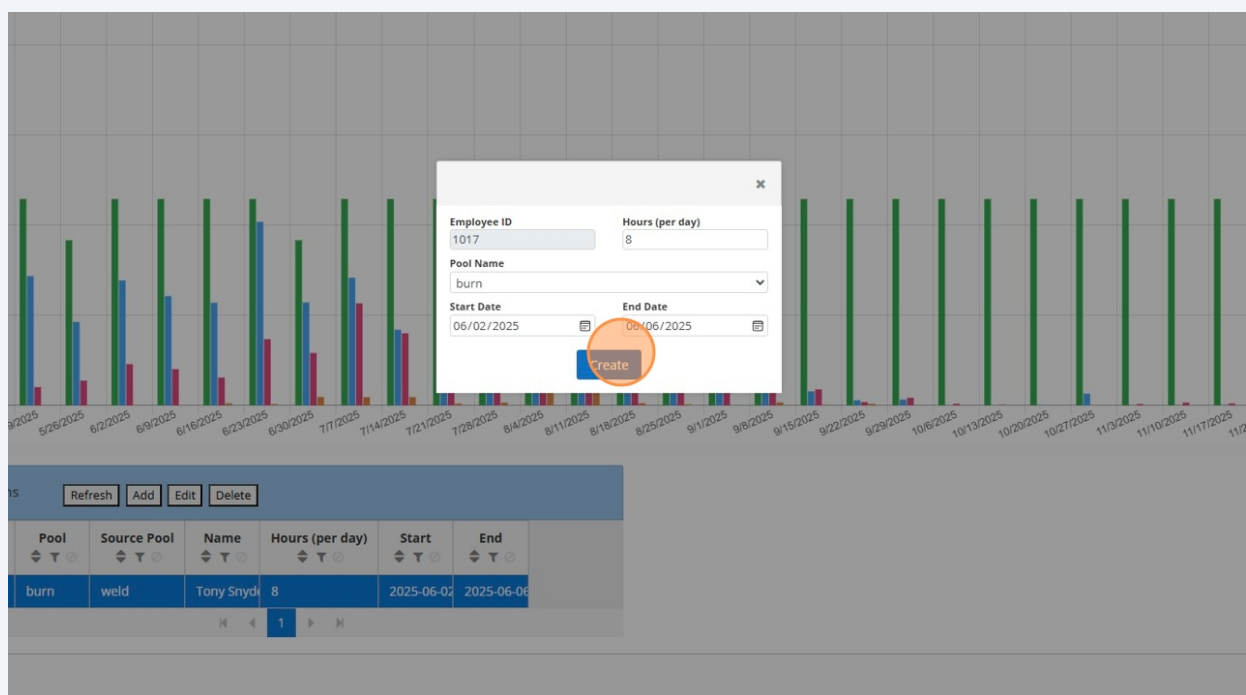 ✖
Employee ID Hours (per day)
1017 8
Pool Name
burn
Start Date End Date
06/02/2025 06/06/2025
Create
5/26/2025 6/2/2025 6/9/2025 6/16/2025 6/23/2025 6/30/2025 7/7/2025 7/14/2025 7/21/2025 7/28/2025 8/4/2025 8/11/2025 8/18/2025 8/25/2025 9/1/2025 9/8/2025 9/15/2025 9/22/2025 9/29/2025 10/6/2025 10/13/2025 10/20/2025 10/27/2025 11/3/2025 11/10/2025 11/17/2025
Refresh Add Edit Delete
Pool Source Pool Name Hours (per day) Start End
burn weld Tony Snyde 8 2025-06-02 2025-06-06
1